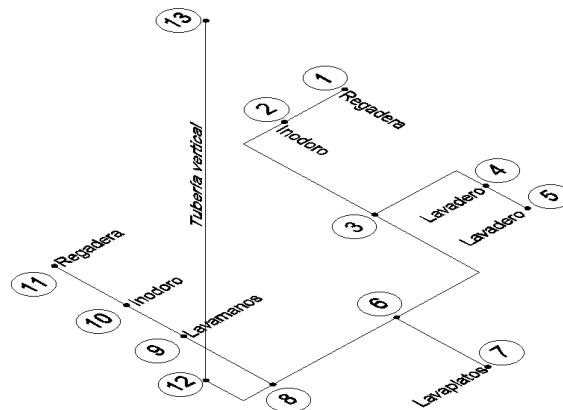 13
1
Regadera
2
Inodoro
Tubería vertical
4
Lavadero
5
Lavadero
3
Regadera
11
Inodoro
10
Lavamanos
9
6
12
8
7
Lavaplatos